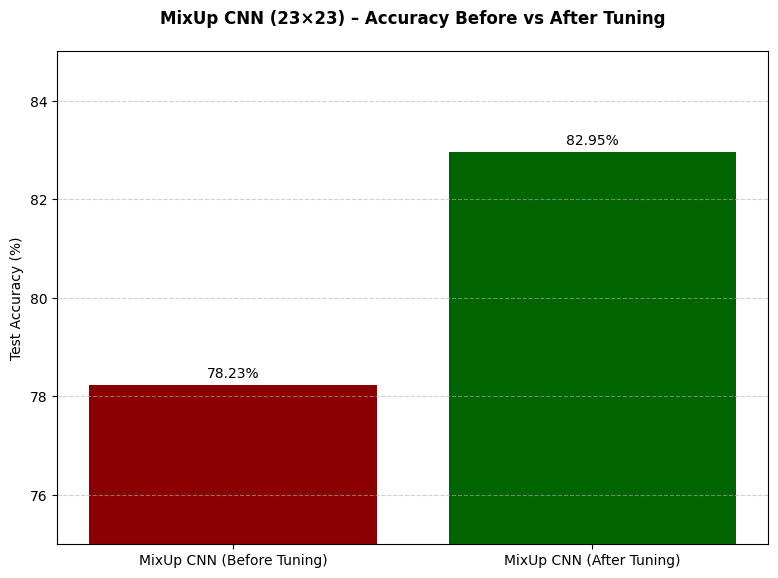 MixUp CNN (23×23) – Accuracy Before vs After Tuning
Test Accuracy (%)
84
82
80
78
76
78.23%
82.95%
MixUp CNN (Before Tuning)
MixUp CNN (After Tuning)